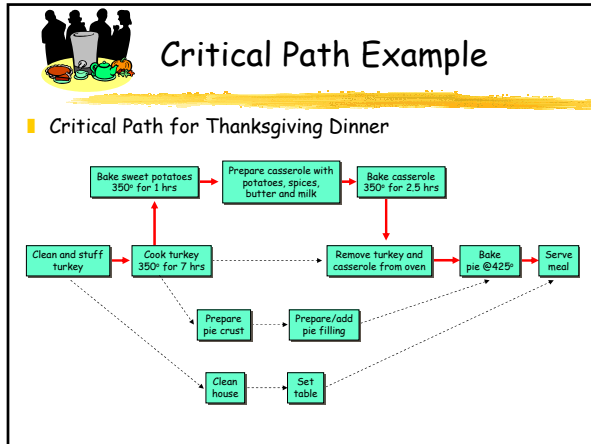 Critical Path Example
Critical Path for Thanksgiving Dinner
Bake sweet potatoes
350° for 1 hrs
Prepare casserole with
potatoes, spices,
butter and milk
Bake casserole
350° for 2.5 hrs
Clean and stuff
turkey
Cook turkey
350° for 7 hrs
Remove turkey and
casserole from oven
Bake
pie @425°
Serve
meal
Prepare
pie crust
Prepare/add
pie filling
Clean
house
Set
table